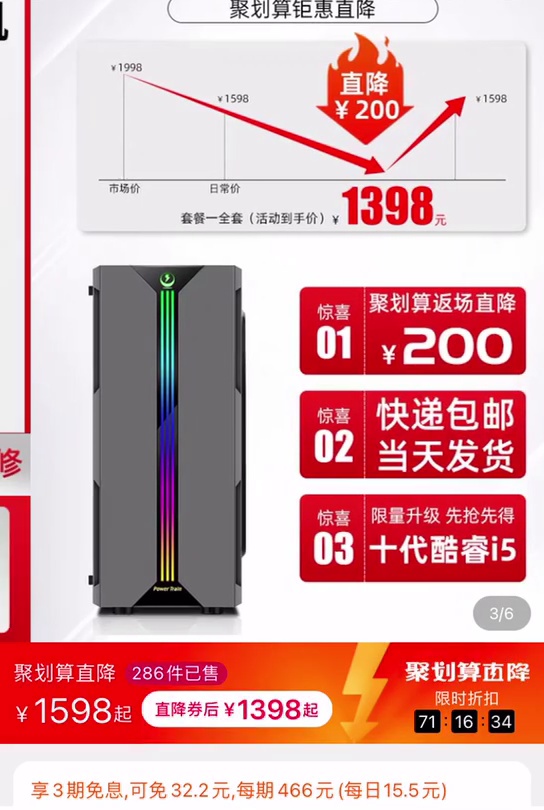 聚划算钜惠直降
¥1998
¥1598
直降
¥200
¥1598
市场价
日常价
套餐一全套（活动到手价）¥1398元
惊喜
01
聚划算返场直降
¥200
惊喜
02
快递包邮
当天发货
惊喜
03
限量升级 先抢先得
十代酷睿i5
修
Power Train
3/6
聚划算直降 286件已售
¥1598起 直降券后¥1398起
聚划算直降
限时折扣
71:16:34
享3期免息,可免32.2元,每期466元(每日15.5元)